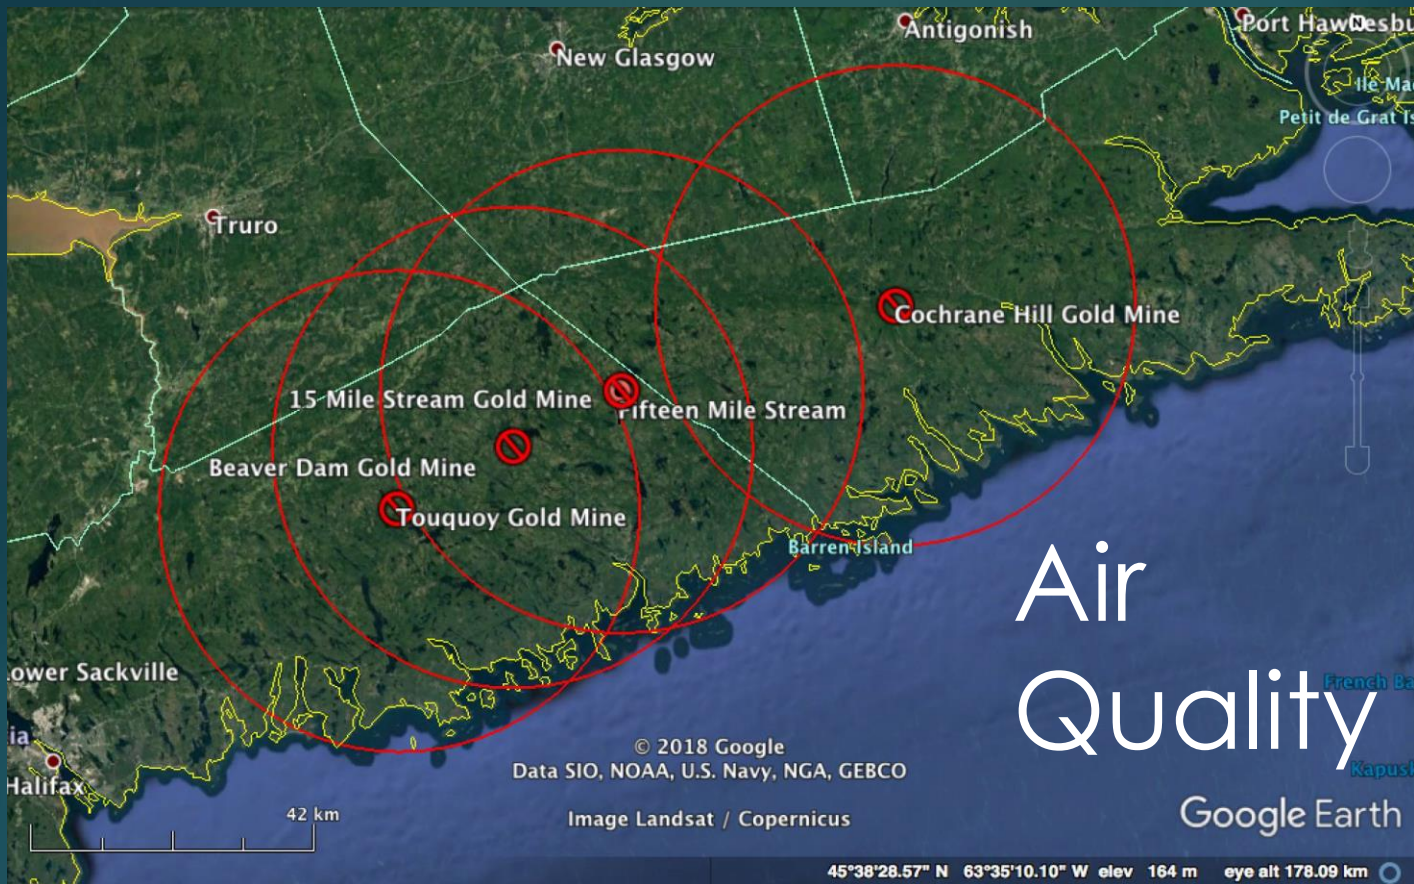 New Glasgow
Antigonish
Petit de Grat Is
Truro
Cochrane Hill Gold Mine
15 Mile Stream Gold Mine
Fifteen Mile Stream
Beaver Dam Gold Mine
Touquoy Gold Mine
Barren Island
Air
Quality
ower Sackville
French Ba
ia
Halifax
© 2018 Google
Data SIO, NOAA, U.S. Navy, NGA, GEBCO
42 km
Image Landsat / Copernicus
Google Earth
45°38'28.57" N 63°35'10.10" W elev 164 m eye alt 178.09 km